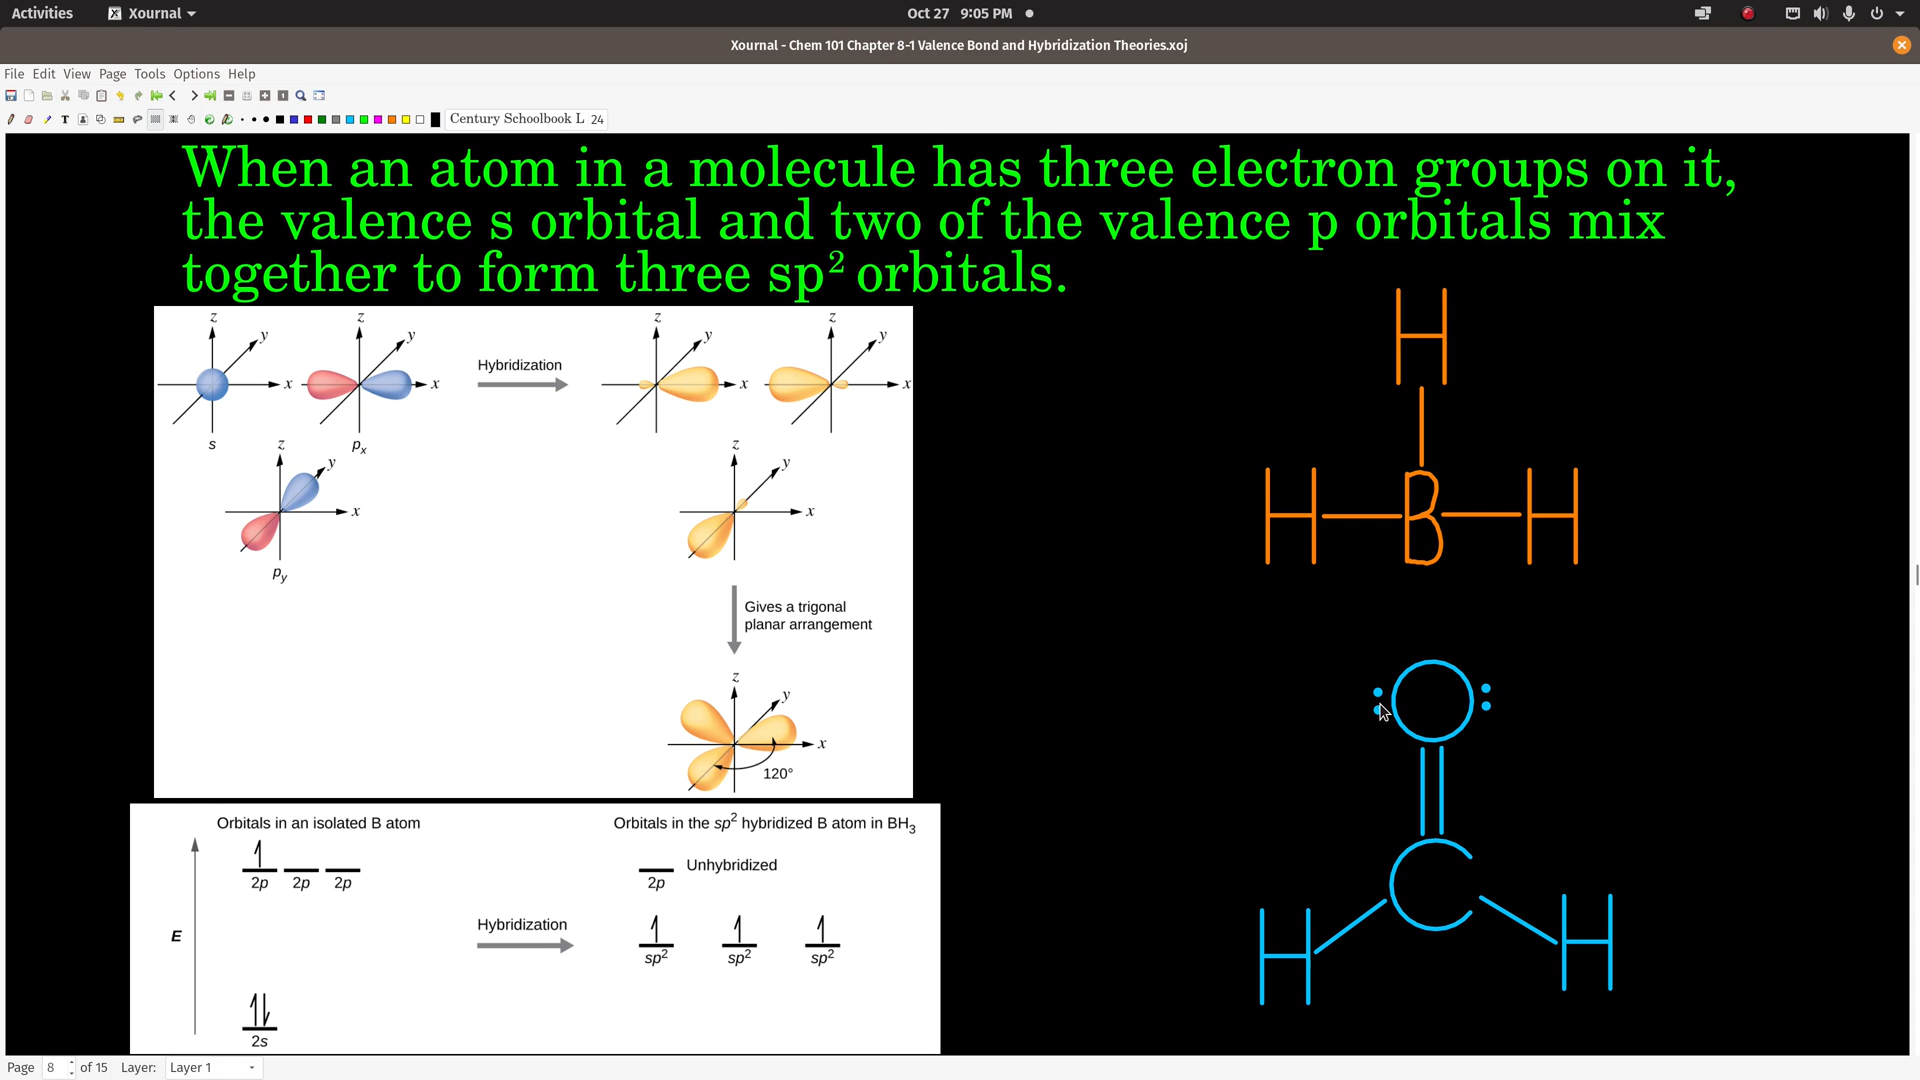 Activities
Xournal
Oct 27 9:05 PM
Xournal - Chem 101 Chapter 8-1 Valence Bond and Hybridization Theories.xoj
File Edit View Page Tools Options Help
Century Schoolbook L 24
When an atom in a molecule has three electron groups on it,
the valence s orbital and two of the valence p orbitals mix
together to form three sp² orbitals.
z y x s
z y x pₓ
Hybridization
z y x
z y x
z y x p_y
z y x
Gives a trigonal
planar arrangement
z y x
120°
Orbitals in an isolated B atom
2p 2p 2p
E
2s
Hybridization
Orbitals in the sp² hybridized B atom in BH₃
2p Unhybridized
sp² sp² sp²
H
H B H
O
C
H H
Page 8 of 15 Layer: Layer 1